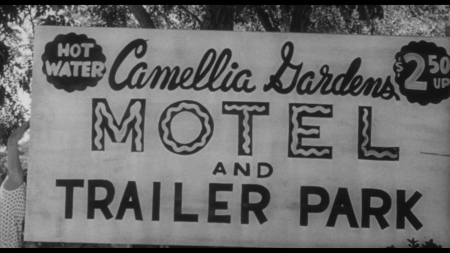 HOT
WATER
Camellia Gardens
$2.50
UP
MOTEL
AND
TRAILER PARK